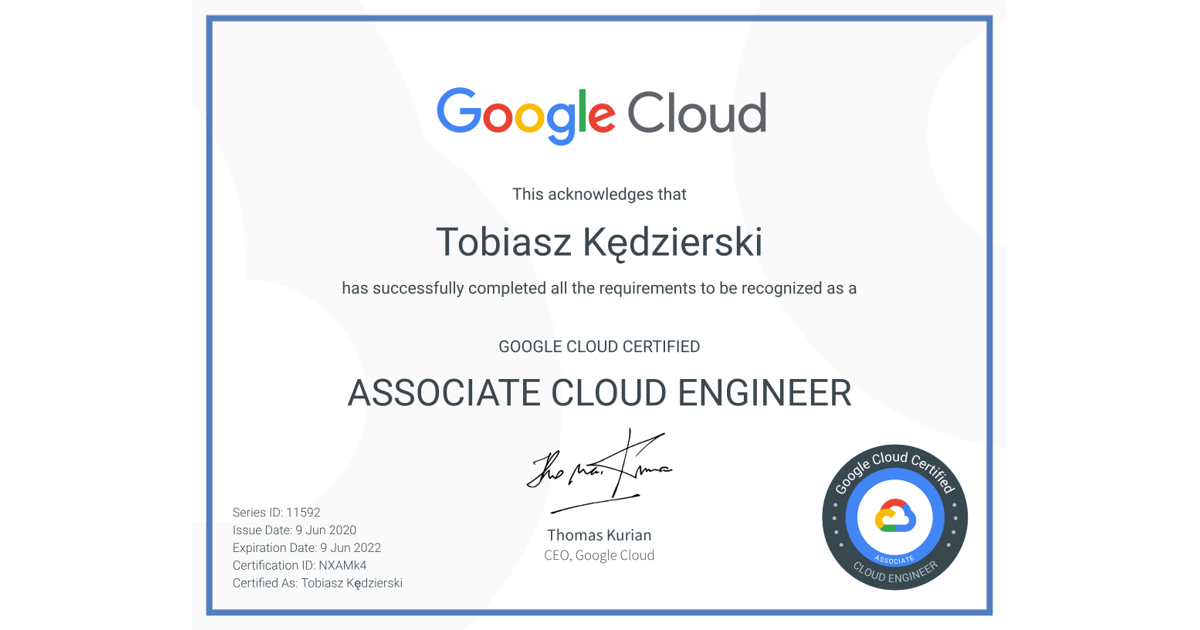 Google Cloud
This acknowledges that
Tobiasz Kędzierski
has successfully completed all the requirements to be recognized as a
GOOGLE CLOUD CERTIFIED
ASSOCIATE CLOUD ENGINEER
Thomas Kurian
Thomas Kurian
CEO, Google Cloud
Series ID: 11592
Issue Date: 9 Jun 2020
Expiration Date: 9 Jun 2022
Certification ID: NXAMk4
Certified As: Tobiasz Kędzierski
Google Cloud Certified
ASSOCIATE
CLOUD ENGINEER